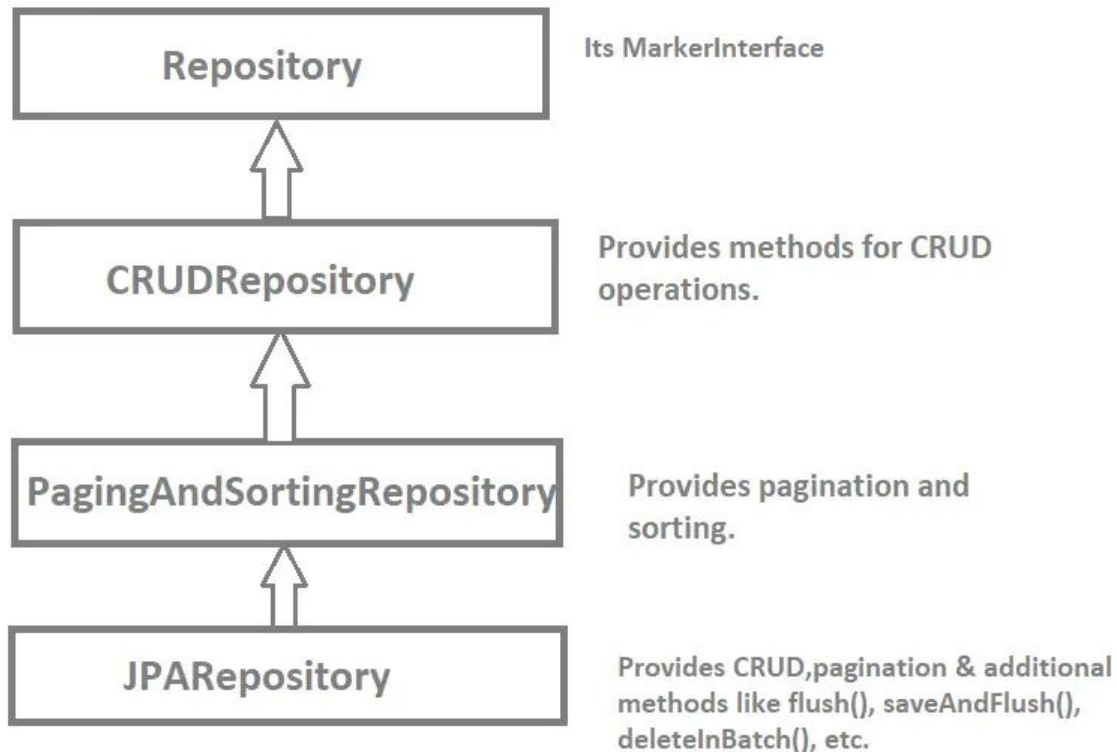 Repository
Its MarkerInterface
CRUDRepository
Provides methods for CRUD
operations.
PagingAndSortingRepository
Provides pagination and
sorting.
JPARepository
Provides CRUD,pagination & additional
methods like flush(), saveAndFlush(),
deleteInBatch(), etc.